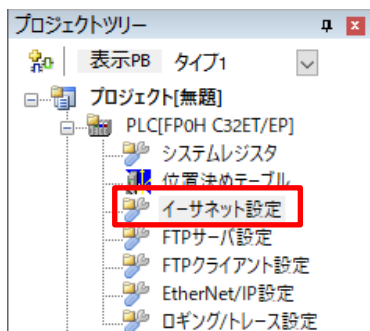 プロジェクトツリー
表示PB タイプ1
プロジェクト[無題]
PLC[FP0H C32ET/EP]
システムレジスタ
位置決めテーブル
イーサネット設定
FTPサーバ設定
FTPクライアント設定
EtherNet/IP設定
ロギング/トレース設定